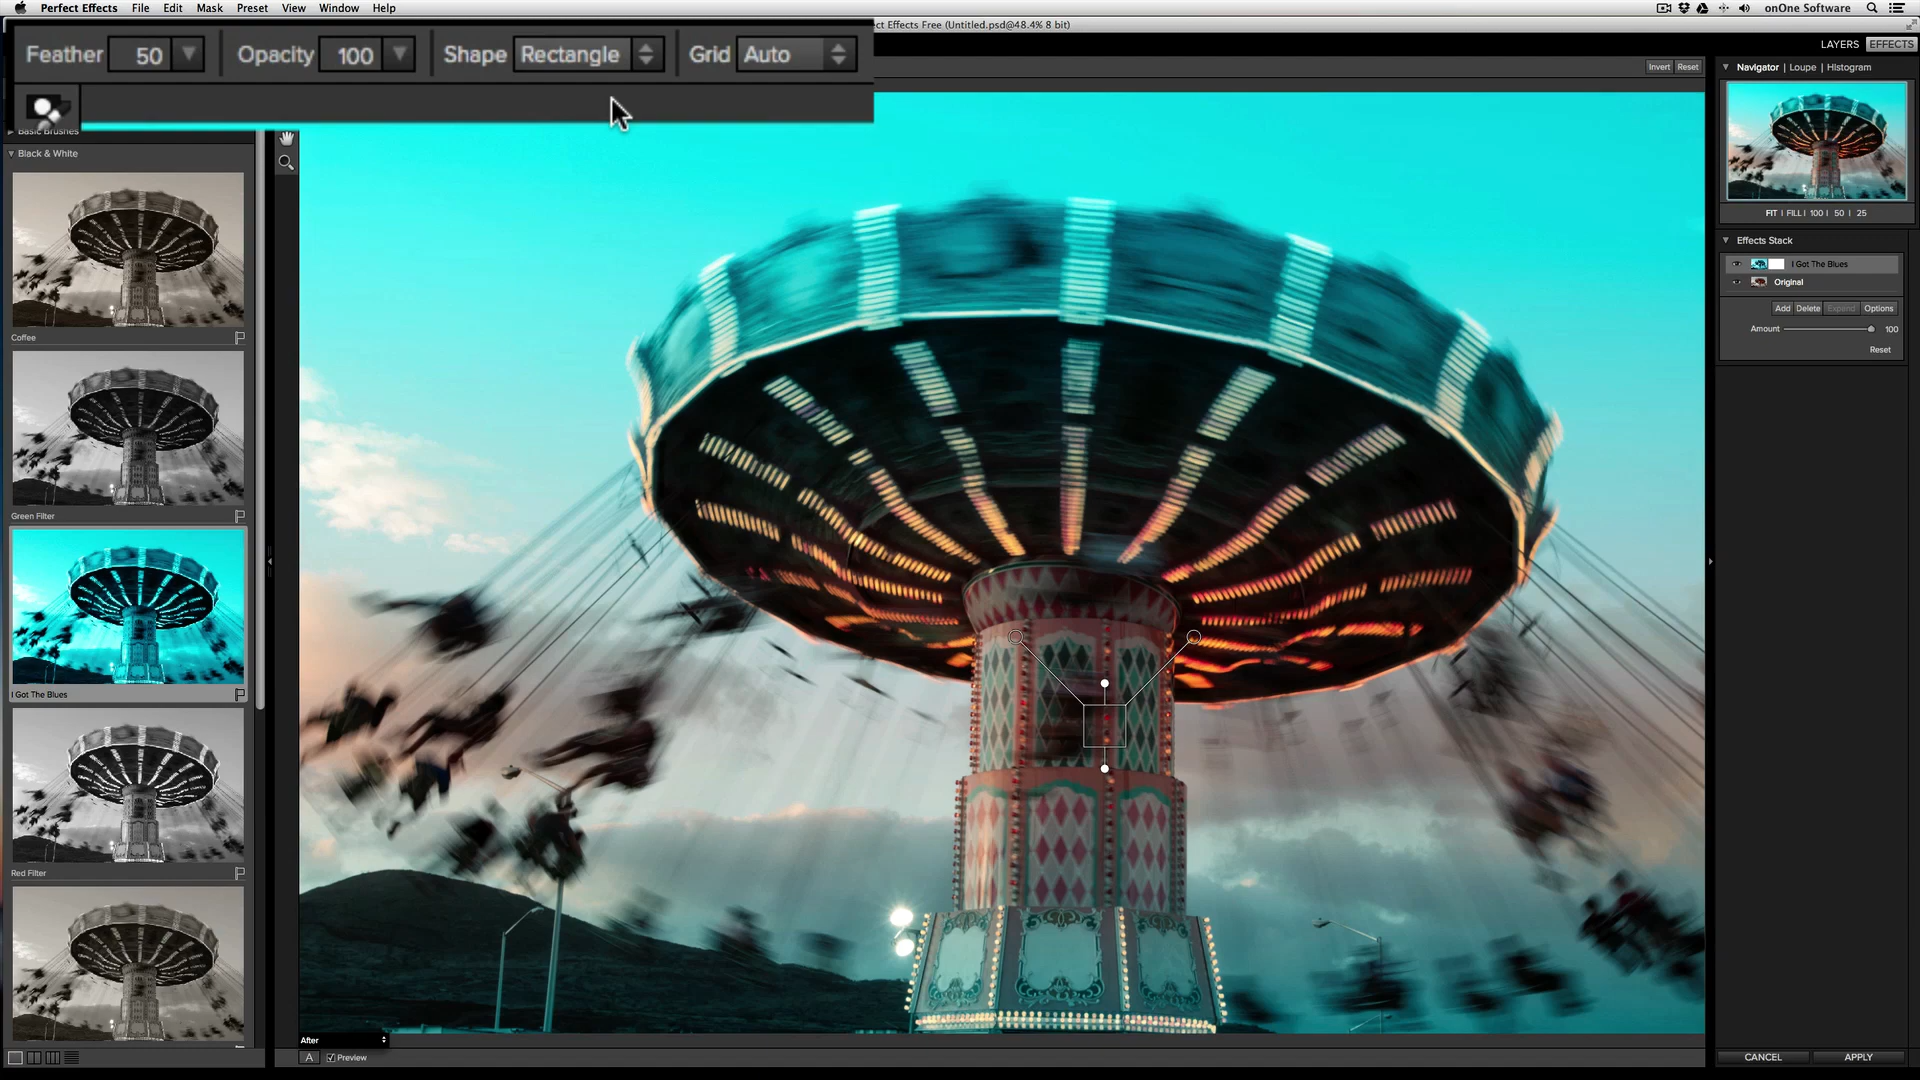 Perfect Effects File Edit Mask Preset View Window Help onOne Software
ct Effects Free (Untitled.psd@48.4% 8 bit)
LAYERS EFFECTS
Feather 50 Opacity 100 Shape Rectangle Grid Auto
Invert Reset
Navigator | Loupe | Histogram
Basic Brushes
Black & White
Coffee
Green Filter
I Got The Blues
Red Filter
FIT | FILL | 100 | 50 | 25
Effects Stack
I Got The Blues
Original
Add Delete Expand Options
Amount 100
Reset
After
A Preview
CANCEL APPLY